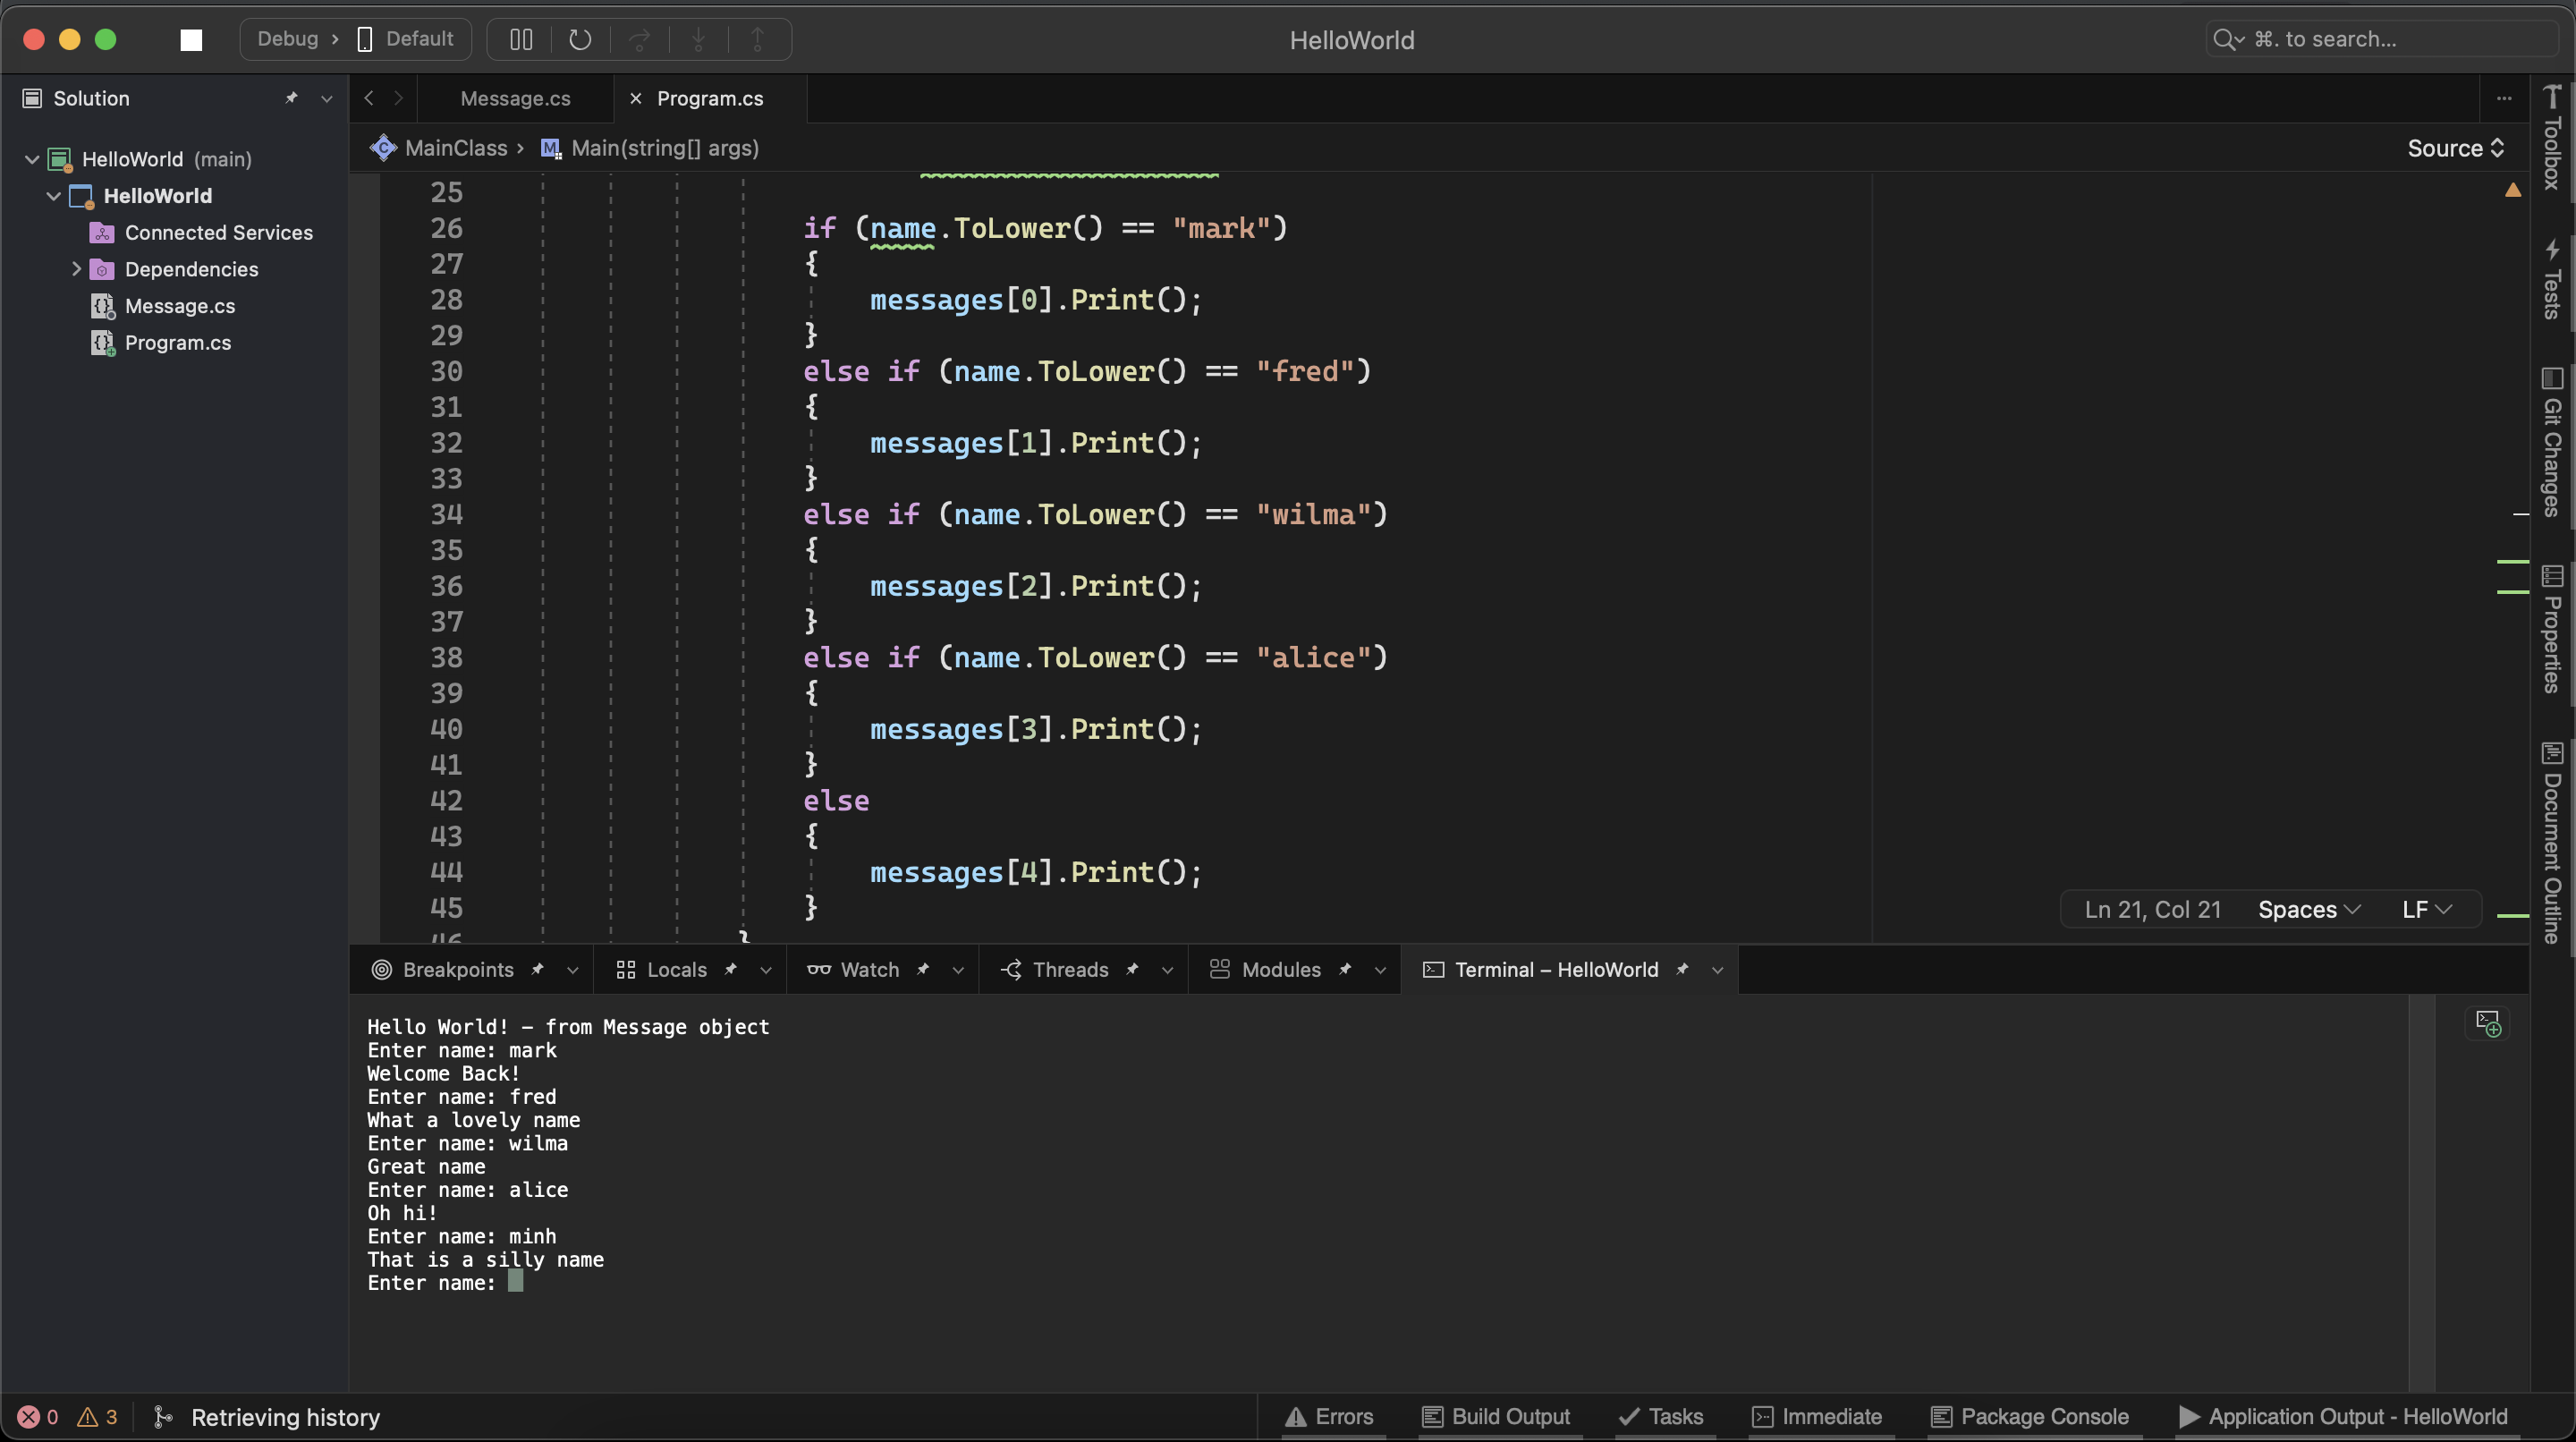 Debug › Default
HelloWorld
⌘. to search...
Solution
HelloWorld (main)
HelloWorld
Connected Services
Dependencies
Message.cs
Program.cs
Message.cs
Program.cs
MainClass › Main(string[] args)
Source
25
26 if (name.ToLower() == "mark")
27 {
28 messages[0].Print();
29 }
30 else if (name.ToLower() == "fred")
31 {
32 messages[1].Print();
33 }
34 else if (name.ToLower() == "wilma")
35 {
36 messages[2].Print();
37 }
38 else if (name.ToLower() == "alice")
39 {
40 messages[3].Print();
41 }
42 else
43 {
44 messages[4].Print();
45 }
46 }
Ln 21, Col 21 Spaces LF
Toolbox
Tests
Git Changes
Properties
Document Outline
Breakpoints Locals Watch Threads Modules Terminal – HelloWorld
Hello World! - from Message object
Enter name: mark
Welcome Back!
Enter name: fred
What a lovely name
Enter name: wilma
Great name
Enter name: alice
Oh hi!
Enter name: minh
That is a silly name
Enter name:
0 3 Retrieving history
Errors Build Output Tasks Immediate Package Console Application Output - HelloWorld